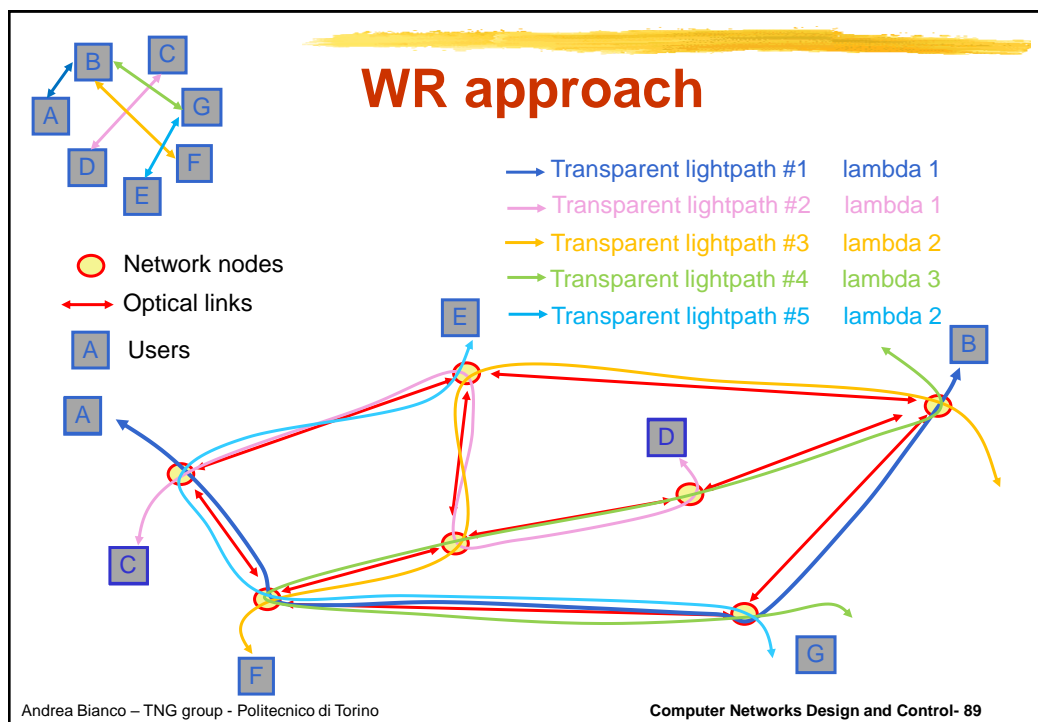 WR approach
B
C
A
G
D
F
E
Transparent lightpath #1 lambda 1
Transparent lightpath #2 lambda 1
Transparent lightpath #3 lambda 2
Transparent lightpath #4 lambda 3
Transparent lightpath #5 lambda 2
Network nodes
Optical links
A Users
E
B
A
D
C
F
G
Andrea Bianco – TNG group - Politecnico di Torino
Computer Networks Design and Control- 89